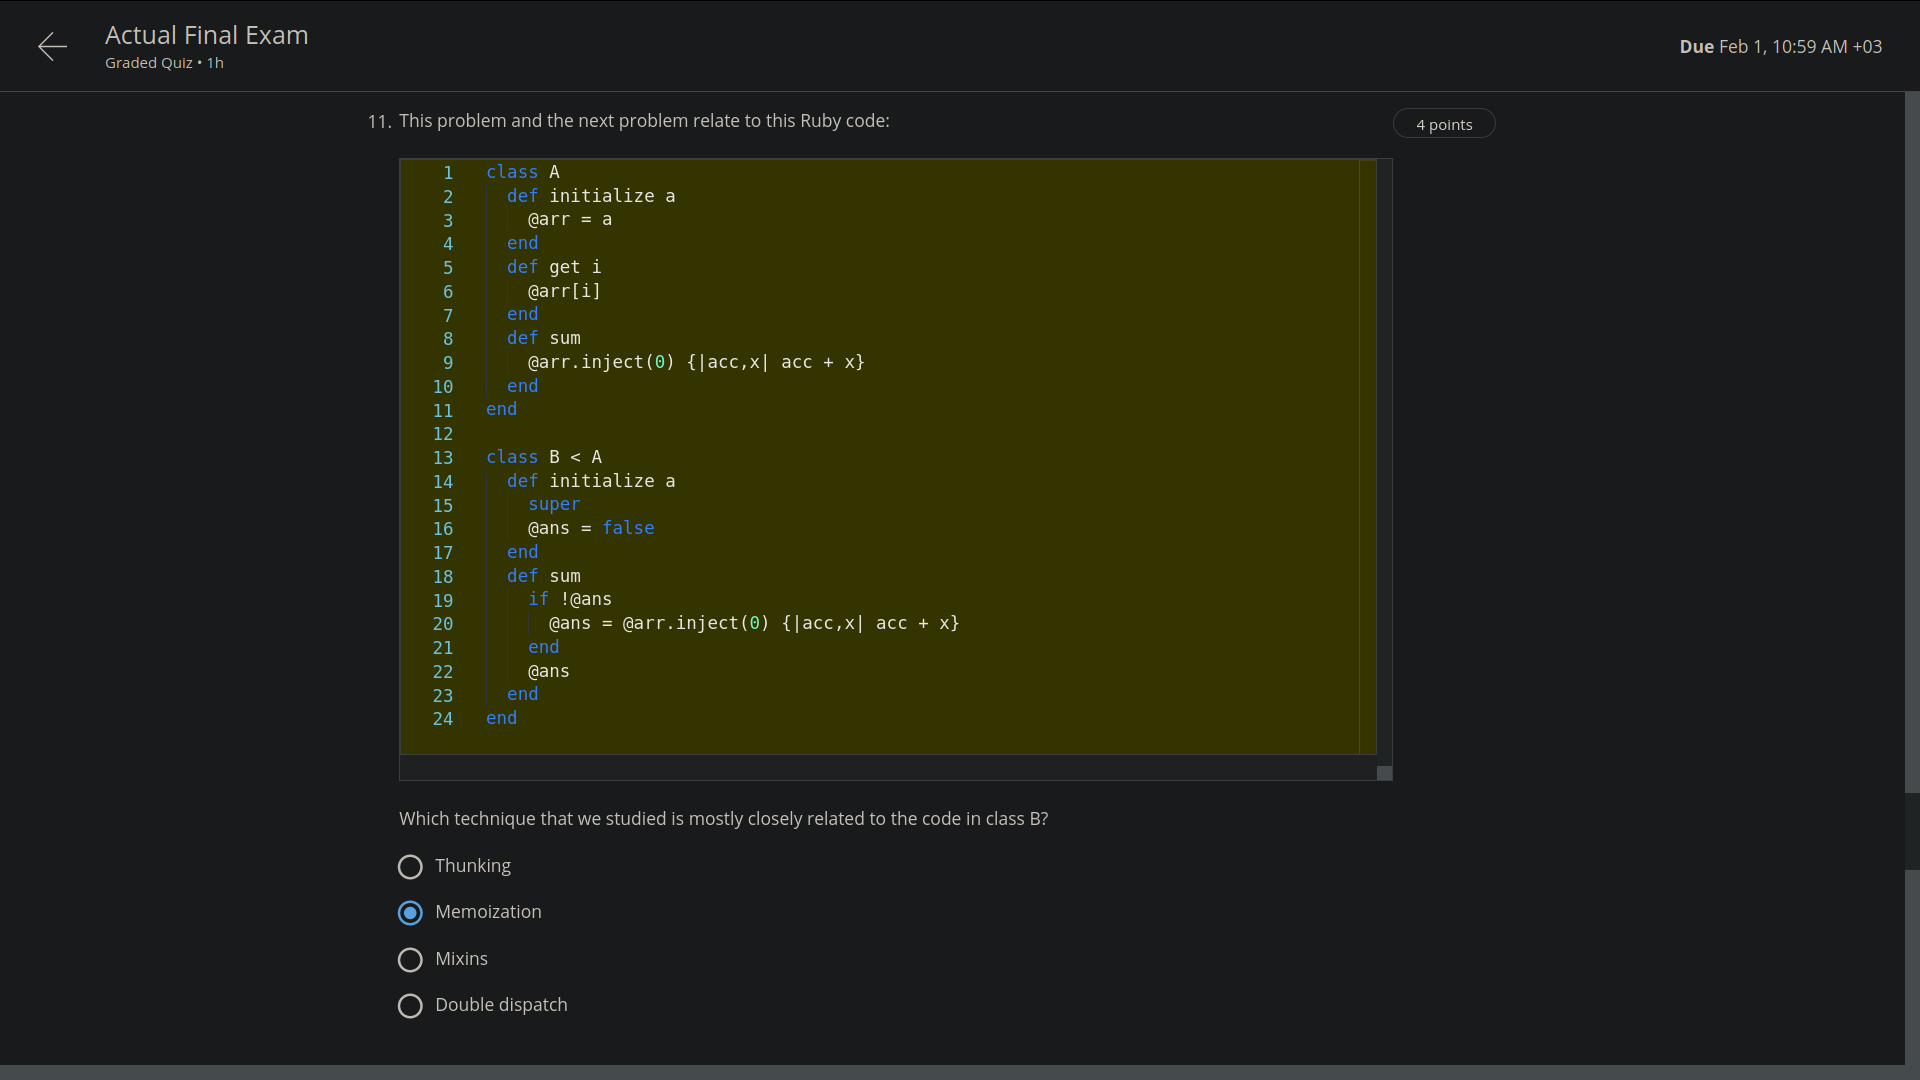 Actual Final Exam
Graded Quiz • 1h
Due Feb 1, 10:59 AM +03
11. This problem and the next problem relate to this Ruby code:
4 points
1 class A
2   def initialize a
3     @arr = a
4   end
5   def get i
6     @arr[i]
7   end
8   def sum
9     @arr.inject(0) {|acc,x| acc + x}
10   end
11 end
12
13 class B < A
14   def initialize a
15     super
16     @ans = false
17   end
18   def sum
19     if !@ans
20       @ans = @arr.inject(0) {|acc,x| acc + x}
21     end
22     @ans
23   end
24 end
Which technique that we studied is mostly closely related to the code in class B?
Thunking
Memoization
Mixins
Double dispatch